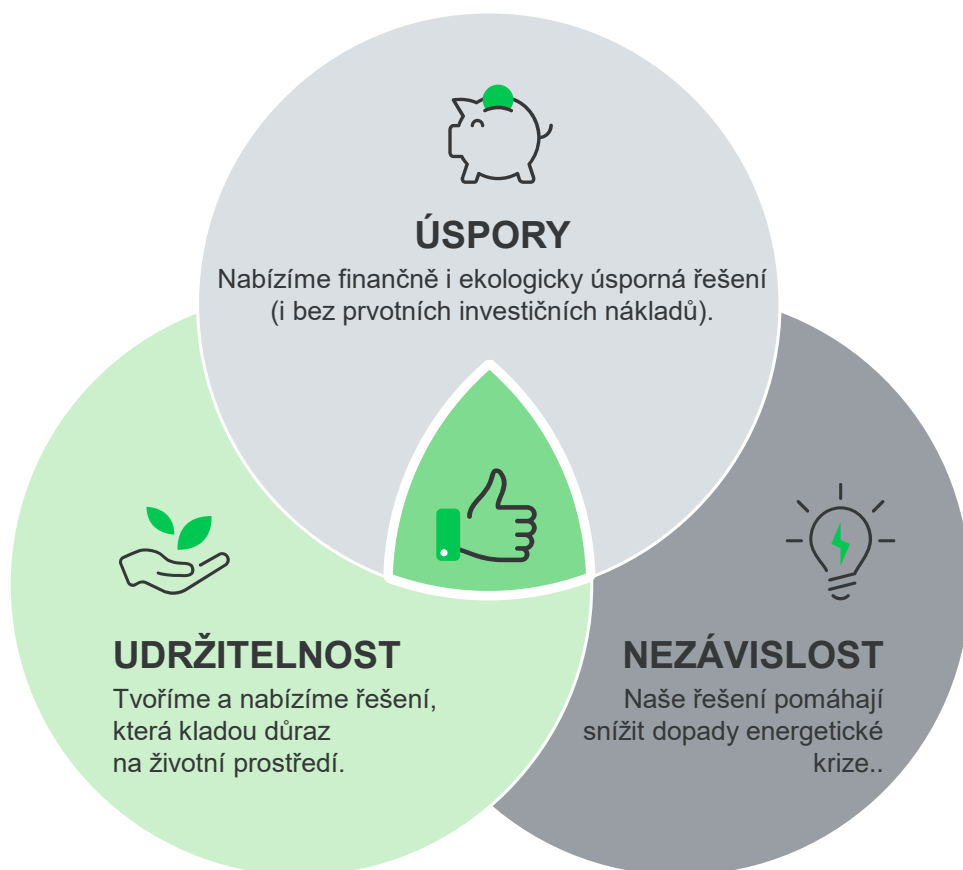 ÚSPORY
Nabízíme finančně i ekologicky úsporná řešení
(i bez prvotních investičních nákladů).
UDRŽITELNOST
Tvoříme a nabízíme řešení,
která kladou důraz
na životní prostředí.
NEZÁVISLOST
Naše řešení pomáhají
snížit dopady energetické
krize..